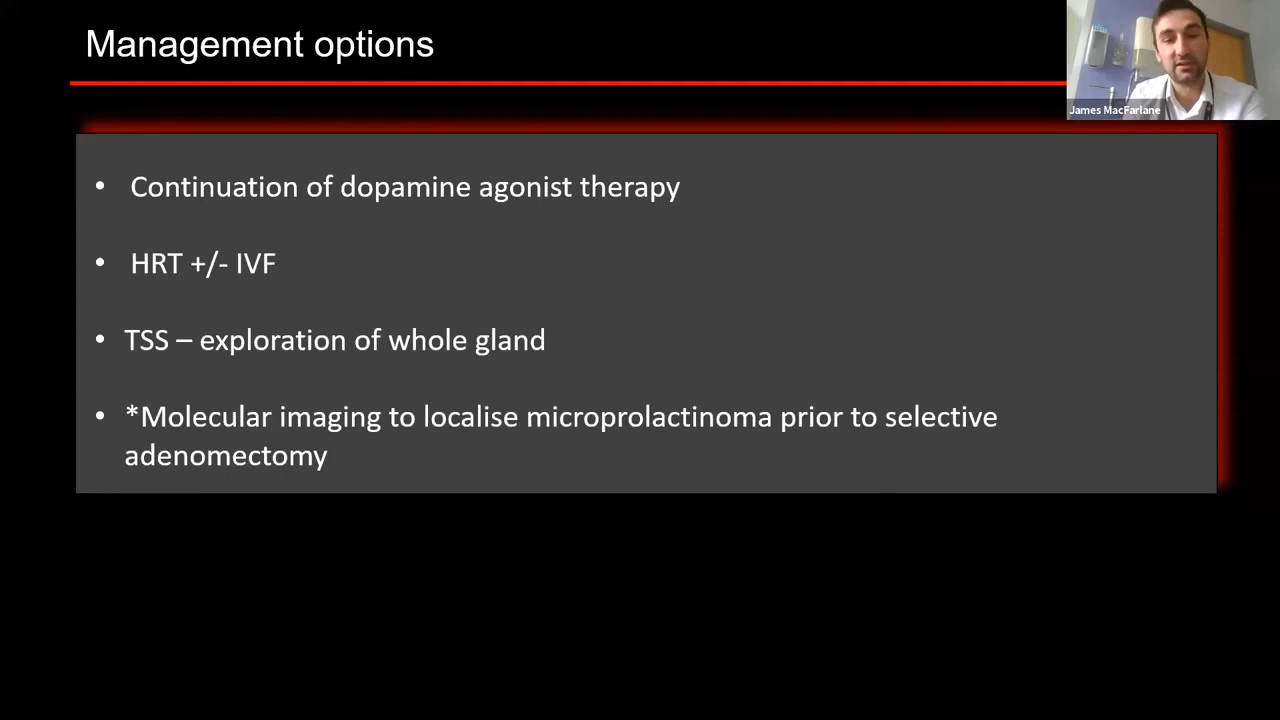 Management options
James MacFarlane
• Continuation of dopamine agonist therapy
• HRT +/- IVF
• TSS – exploration of whole gland
• *Molecular imaging to localise microprolactinoma prior to selective
adenomectomy